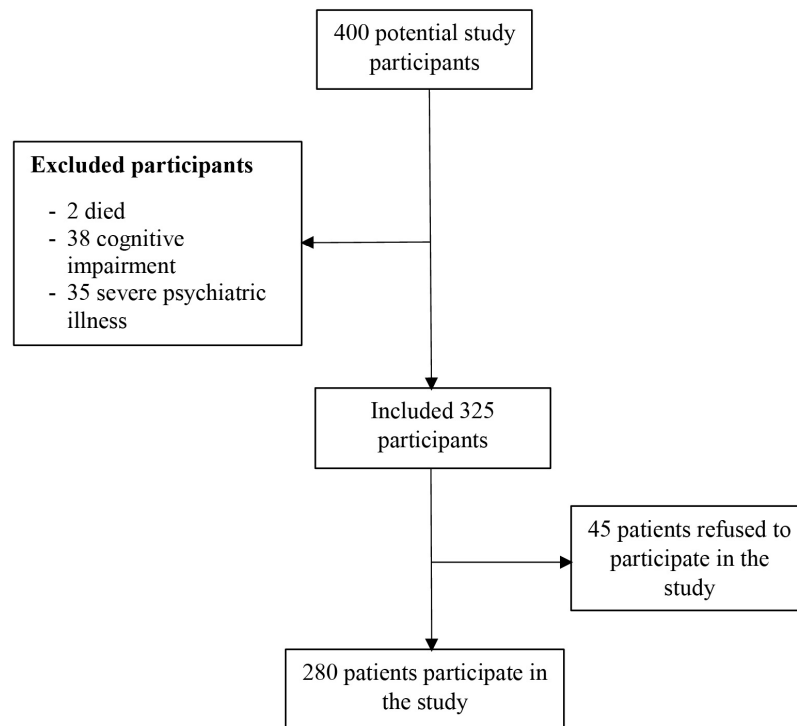 400 potential study
participants
Excluded participants
- 2 died
- 38 cognitive
impairment
- 35 severe psychiatric
illness
Included 325
participants
45 patients refused to
participate in the
study
280 patients participate in
the study